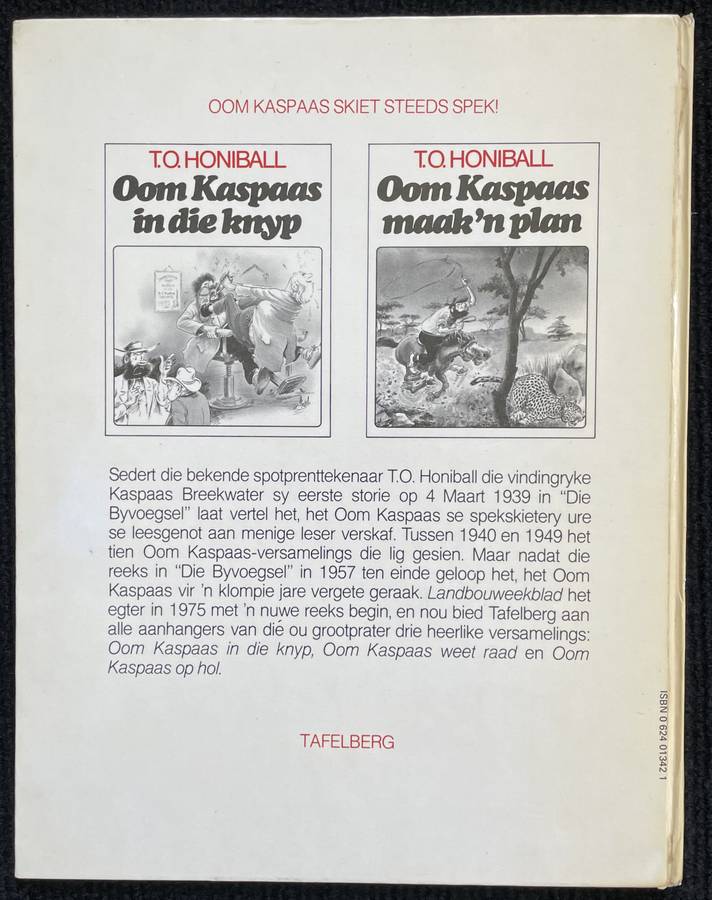 OOM KASPAAS SKIET STEEDS SPEK!
T.O. HONIBALL
Oom Kaspaas
in die knyp
T.O. HONIBALL
Oom Kaspaas
maak 'n plan
Sedert die bekende spotprenttekenaar T.O. Honiball die vindingryke
Kaspaas Breekwater sy eerste storie op 4 Maart 1939 in "Die
Byvoegsel" laat vertel het, het Oom Kaspaas se spekskietery ure
se leesgenot aan menige leser verskaf. Tussen 1940 en 1949 het
tien Oom Kaspaas-versamelings die lig gesien. Maar nadat die
reeks in "Die Byvoegsel" in 1957 ten einde geloop het, het Oom
Kaspaas vir 'n klompie jare vergete geraak. Landbouweekblad het
egter in 1975 met 'n nuwe reeks begin, en nou bied Tafelberg aan
alle aanhangers van dié ou grootprater drie heerlike versamelings:
Oom Kaspaas in die knyp, Oom Kaspaas weet raad en Oom
Kaspaas op hol.
TAFELBERG
ISBN 0 624 01342 1